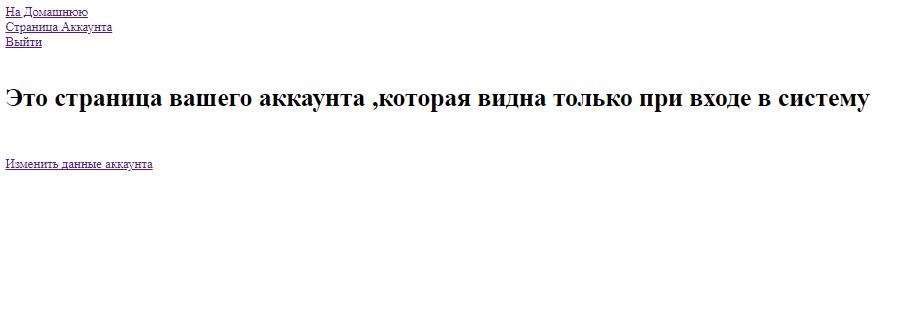 На Домашнюю
Страница Аккаунта
Выйти
Это страница вашего аккаунта ,которая видна только при входе в систему
Изменить данные аккаунта